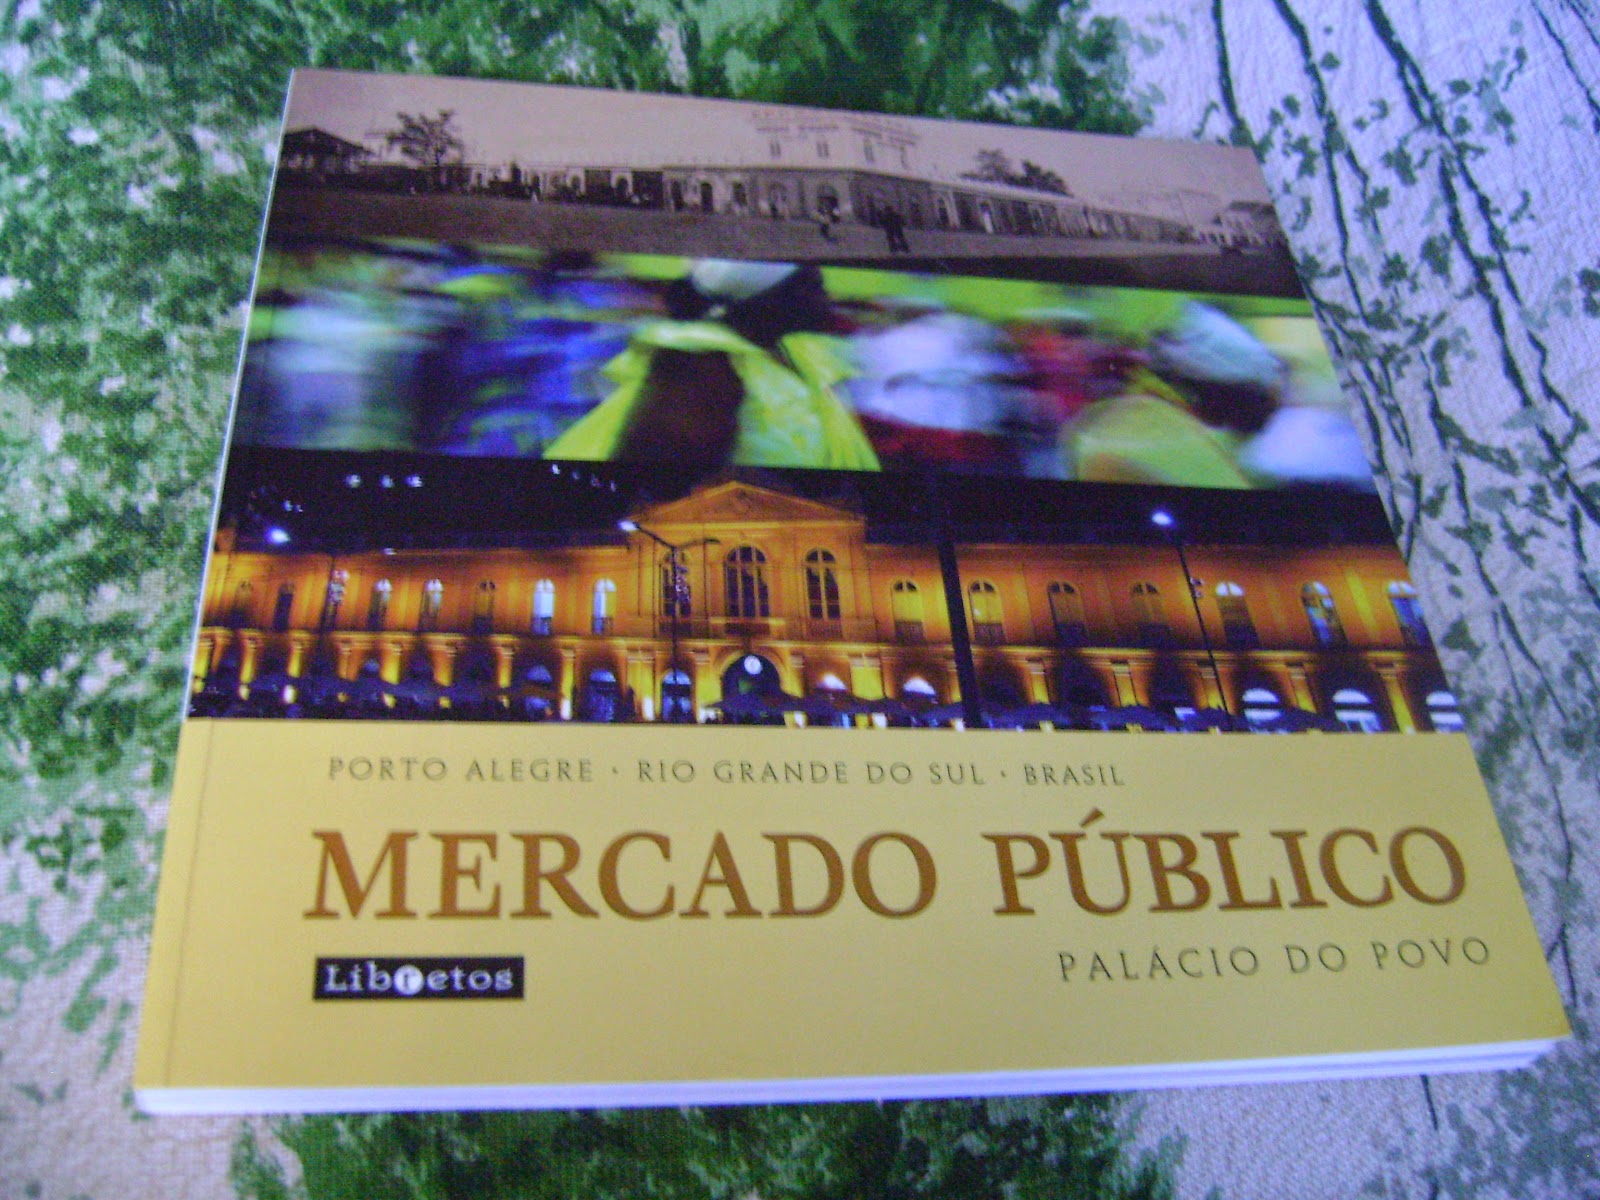 PORTO ALEGRE · RIO GRANDE DO SUL · BRASIL
MERCADO PÚBLICO
PALÁCIO DO POVO
Libretos